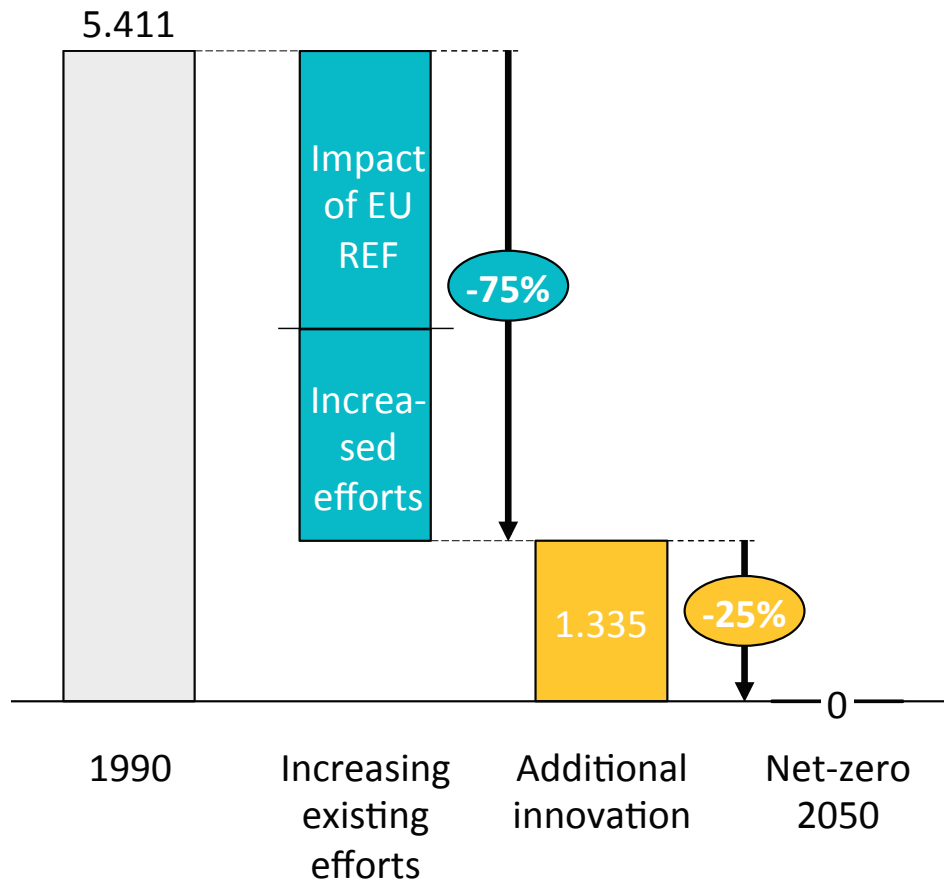 5.411
Impact
of EU
REF
-75%
Increa-
sed
efforts
1.335
-25%
0
1990
Increasing
existing
efforts
Additional
innovation
Net-zero
2050